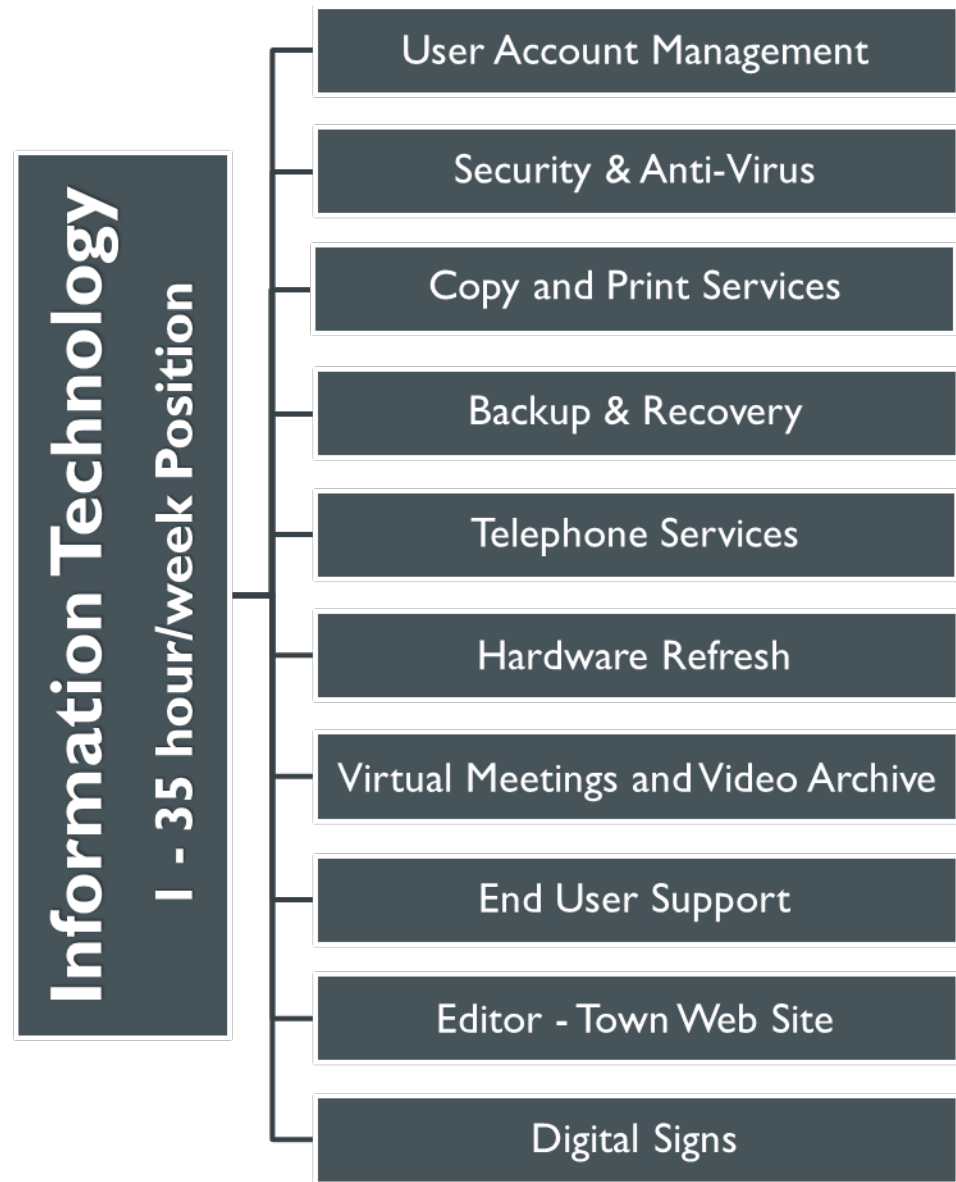 Information Technology
1 - 35 hour/week Position
User Account Management
Security & Anti-Virus
Copy and Print Services
Backup & Recovery
Telephone Services
Hardware Refresh
Virtual Meetings and Video Archive
End User Support
Editor - Town Web Site
Digital Signs